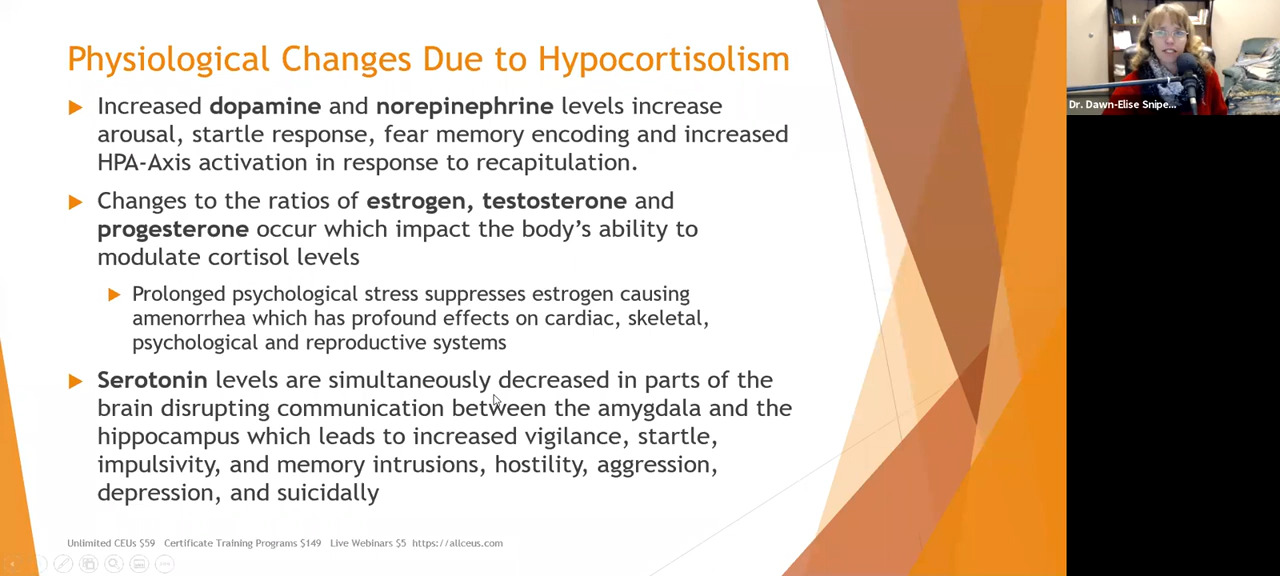 Physiological Changes Due to Hypocortisolism
Increased dopamine and norepinephrine levels increase
arousal, startle response, fear memory encoding and increased
HPA-Axis activation in response to recapitulation.
Changes to the ratios of estrogen, testosterone and
progesterone occur which impact the body's ability to
modulate cortisol levels
Prolonged psychological stress suppresses estrogen causing
amenorrhea which has profound effects on cardiac, skeletal,
psychological and reproductive systems
Serotonin levels are simultaneously decreased in parts of the
brain disrupting communication between the amygdala and the
hippocampus which leads to increased vigilance, startle,
impulsivity, and memory intrusions, hostility, aggression,
depression, and suicidally
Unlimited CEUs $59 Certificate Training Programs $149 Live Webinars $5 https://allceus.com
Dr. Dawn-Elise Snipe...